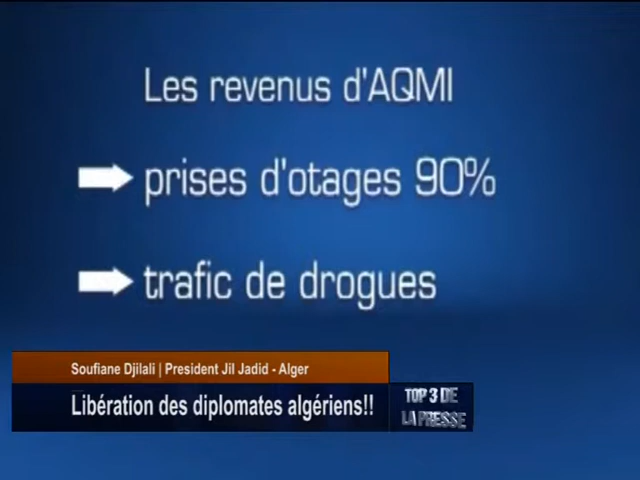 Les revenus d'AQMI
prises d'otages 90%
trafic de drogues
Soufiane Djilali | President Jil Jadid - Alger
Libération des diplomates algériens!!
TOP 3 DE
LA PRESSE